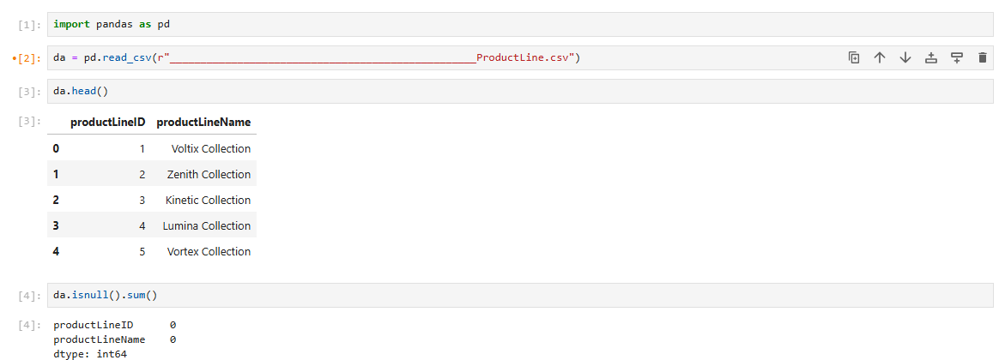 [1]: import pandas as pd
•[2]: da = pd.read_csv(r"__________________________________________________ProductLine.csv")
[3]: da.head()
[3]: productLineID productLineName
0 1 Voltix Collection
1 2 Zenith Collection
2 3 Kinetic Collection
3 4 Lumina Collection
4 5 Vortex Collection
[4]: da.isnull().sum()
[4]: productLineID 0
productLineName 0
dtype: int64